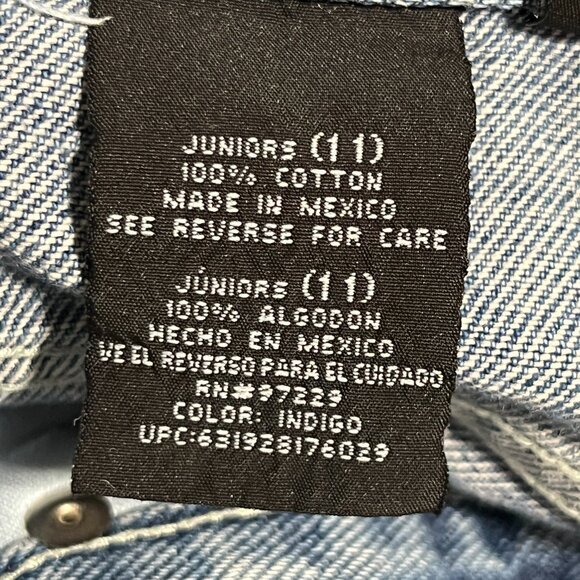 JUNIORS (11)
100% COTTON
MADE IN MEXICO
SEE REVERSE FOR CARE
JÚNIORS (11)
100% ALGODON
HECHO EN MEXICO
VE EL REVERSO PARA EL CUIDADO
RN#97229
COLOR: INDIGO
UPC:631928176029